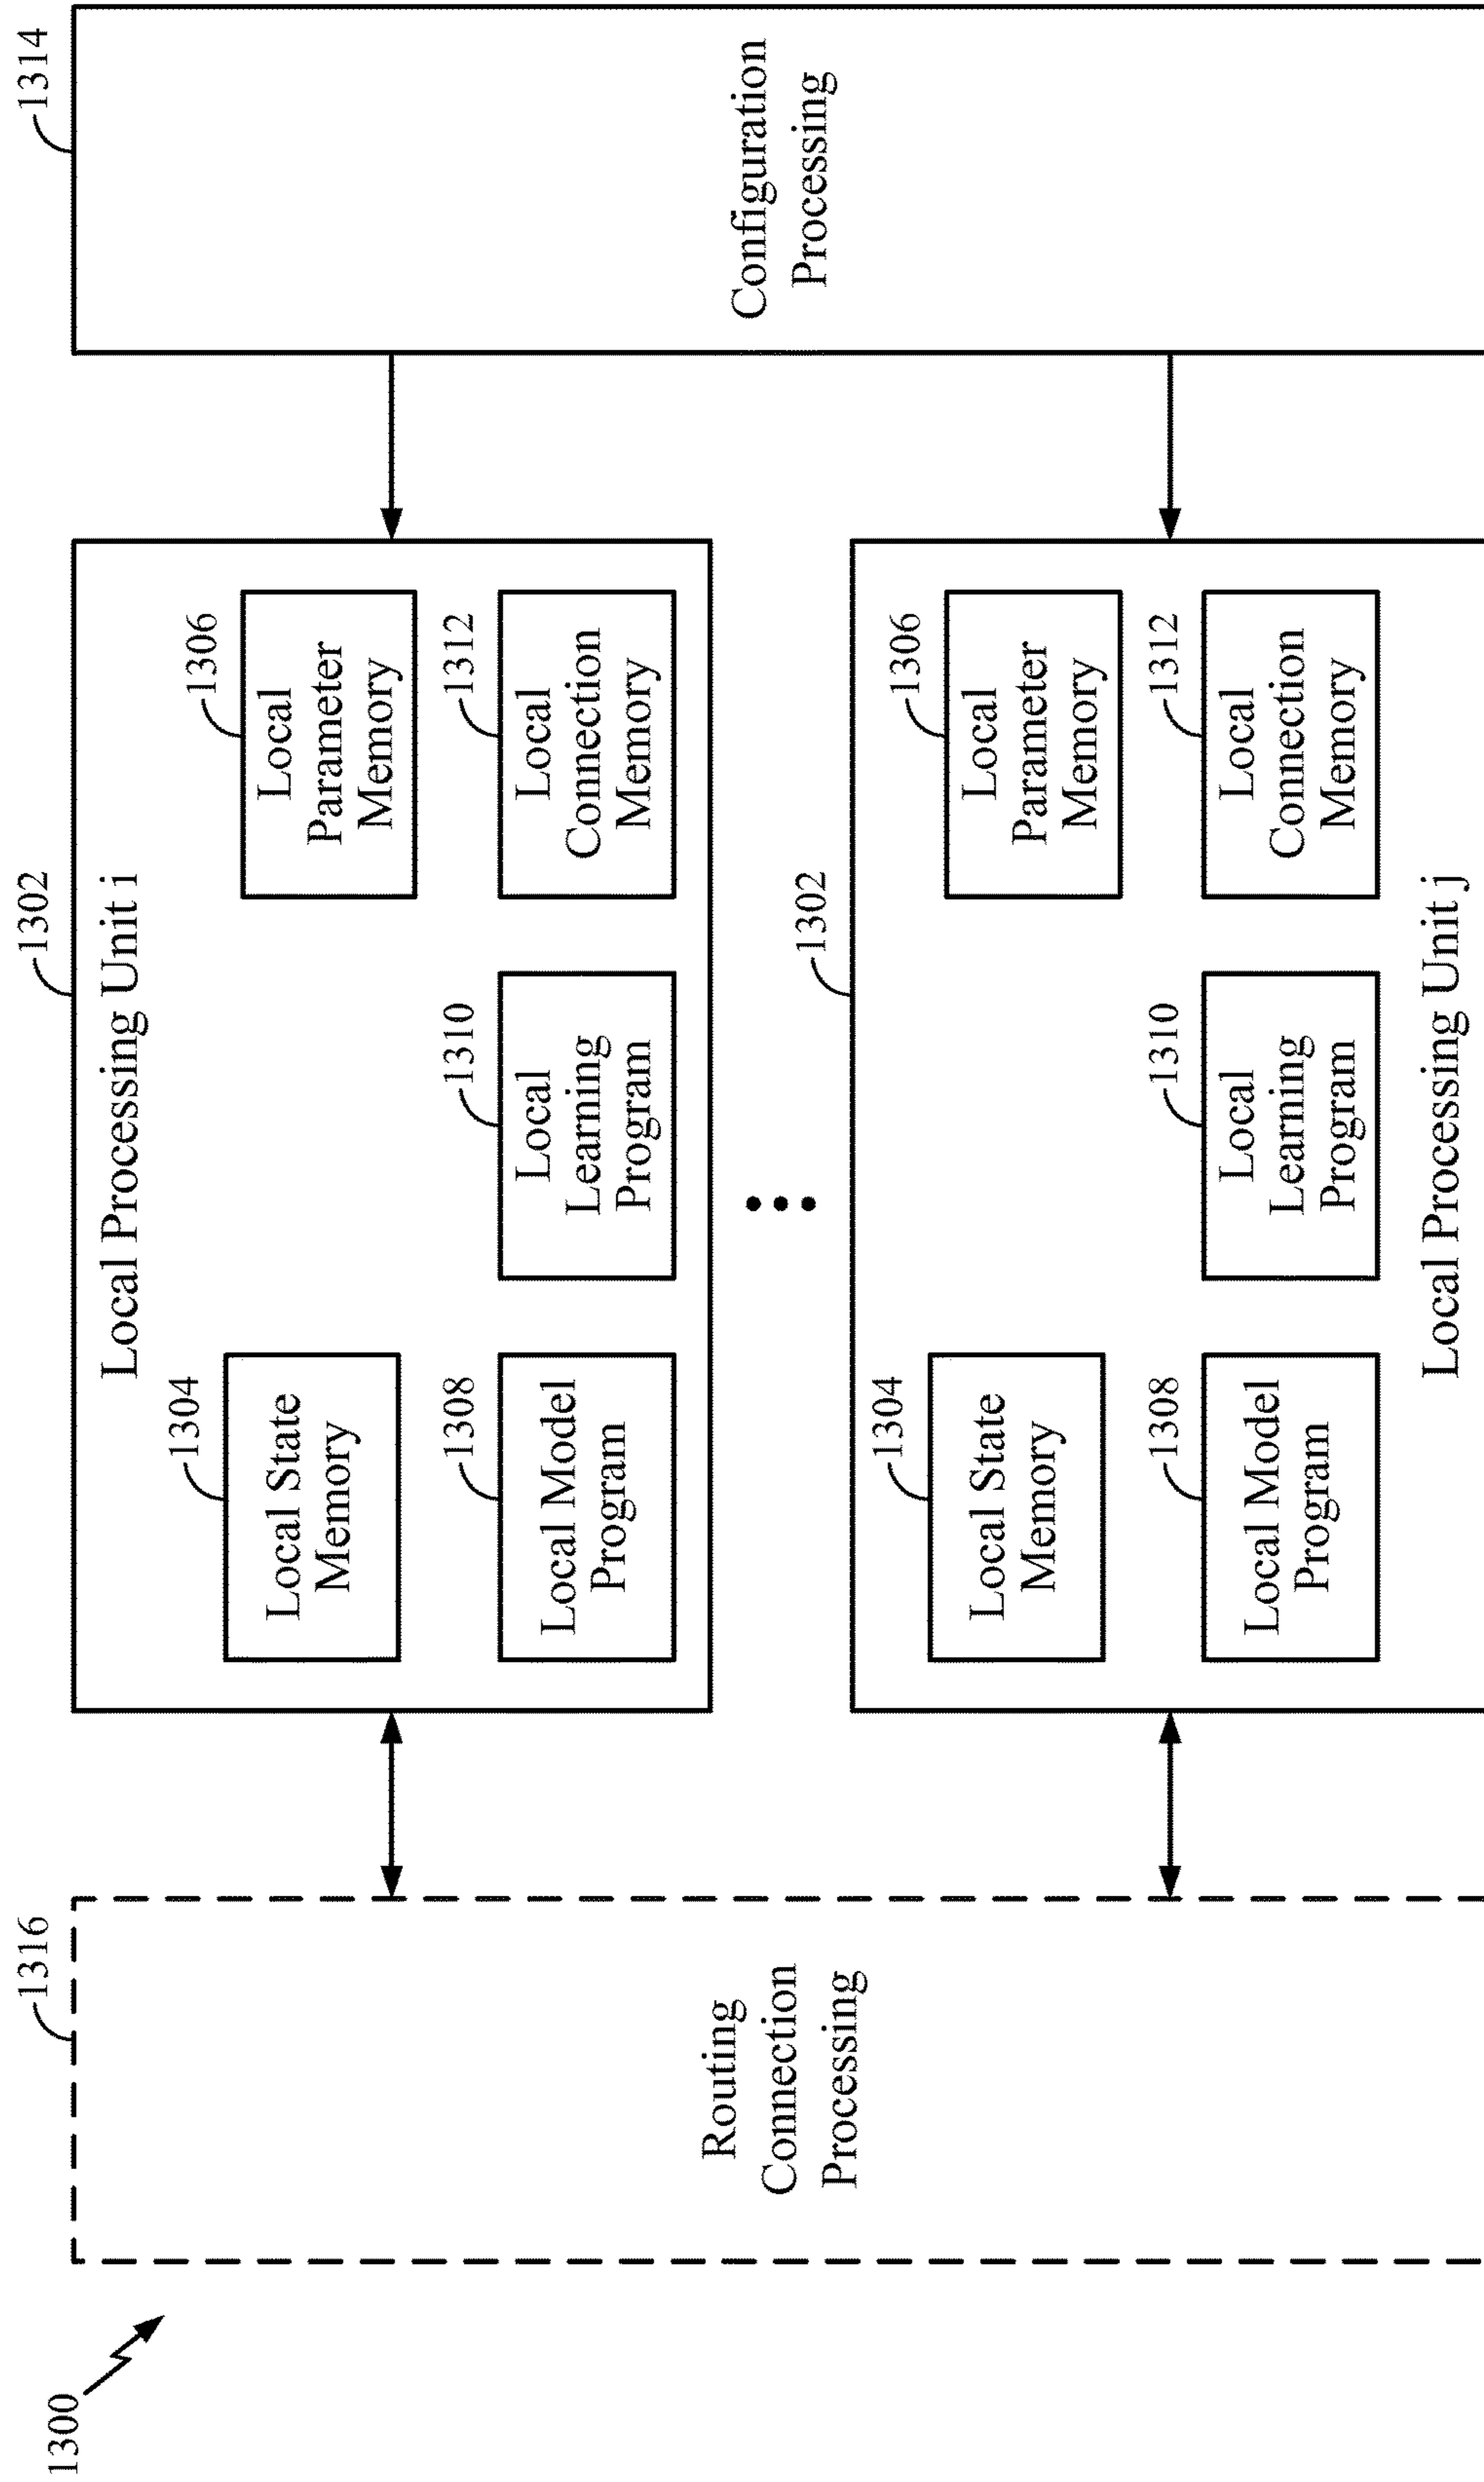 1300
1316
Routing
Connection
Processing
1302
Local Processing Unit i
1304
Local State
Memory
1306
Local
Parameter
Memory
1308
Local Model
Program
1310
Local
Learning
Program
1312
Local
Connection
Memory
1302
1304
Local State
Memory
1306
Local
Parameter
Memory
1308
Local Model
Program
1310
Local
Learning
Program
1312
Local
Connection
Memory
Local Processing Unit j
1314
Configuration
Processing